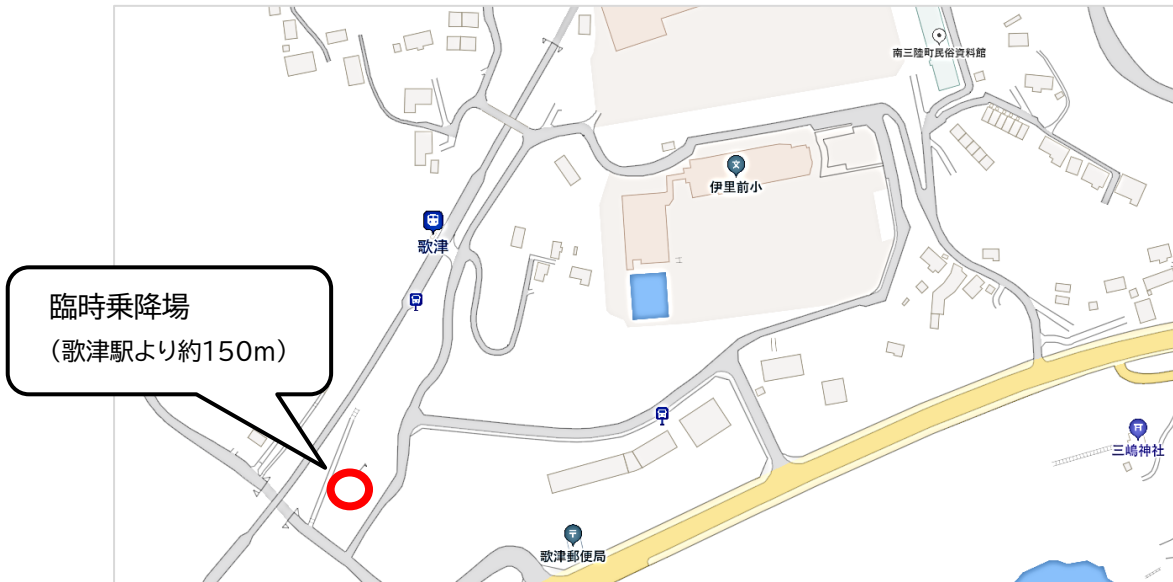 南三陸町民俗資料館
伊里前小
歌津
臨時乗降場
（歌津駅より約150m）
三嶋神社
歌津郵便局